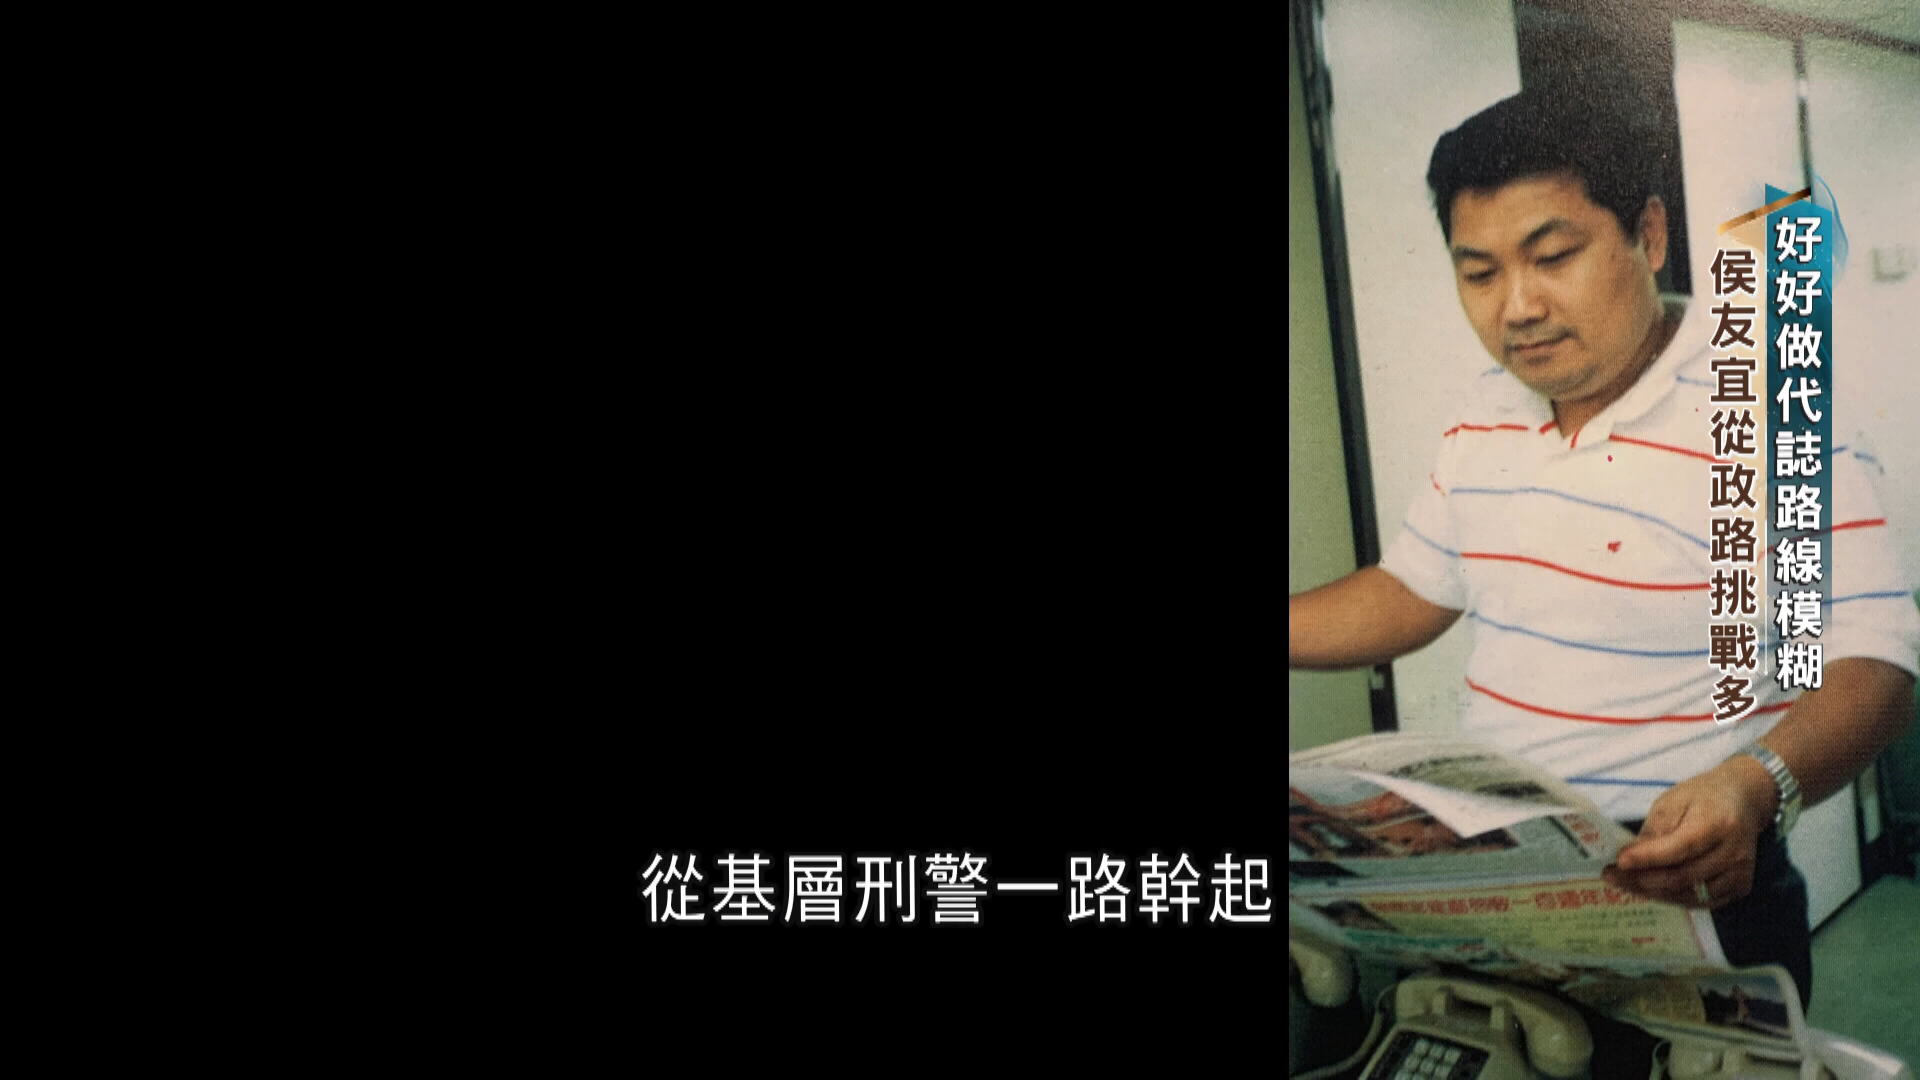 好好做代誌路線模糊
侯友宜從政路挑戰多
從基層刑警一路幹起